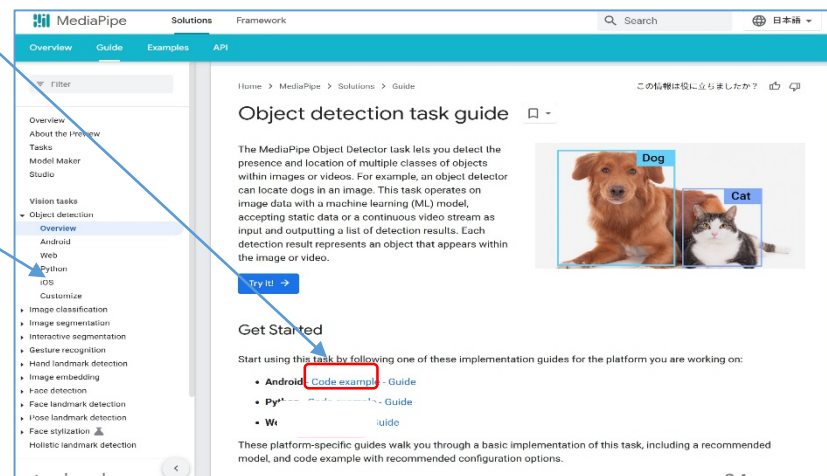 MediaPipe Solutions Framework Search 日本語
Overview Guide Examples API
Filter
Overview
About the Preview
Tasks
Model Maker
Studio
Vision tasks
Object detection
Overview
Android
Web
Python
iOS
Customize
Image classification
Image segmentation
Interactive segmentation
Gesture recognition
Hand landmark detection
Image embedding
Face detection
Face landmark detection
Pose landmark detection
Face stylization
Holistic landmark detection
Home > MediaPipe > Solutions > Guide
この情報は役に立ちましたか?
Object detection task guide
The MediaPipe Object Detector task lets you detect the
presence and location of multiple classes of objects
within images or videos. For example, an object detector
can locate dogs in an image. This task operates on
image data with a machine learning (ML) model,
accepting static data or a continuous video stream as
input and outputting a list of detection results. Each
detection result represents an object that appears within
the image or video.
Dog
Cat
Try it! →
Get Started
Start using this task by following one of these implementation guides for the platform you are working on:
• Android - Code example - Guide
• - Guide
•
These platform-specific guides walk you through a basic implementation of this task, including a recommended
model, and code example with recommended configuration options.